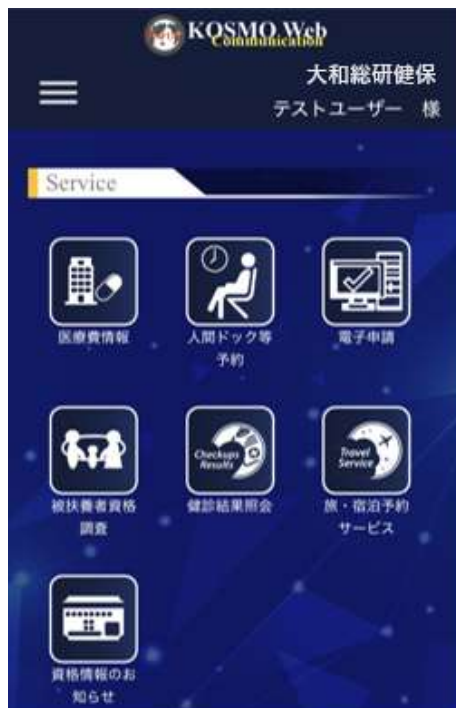 KOSMO Web
Communication
大和総研健保
テストユーザー 様
Service
医療費情報
人間ドック等
予約
電子申請
Checkups
Results
Travel
Service
被扶養者資格
調査
健診結果照会
旅・宿泊予約
サービス
資格情報のお
知らせ